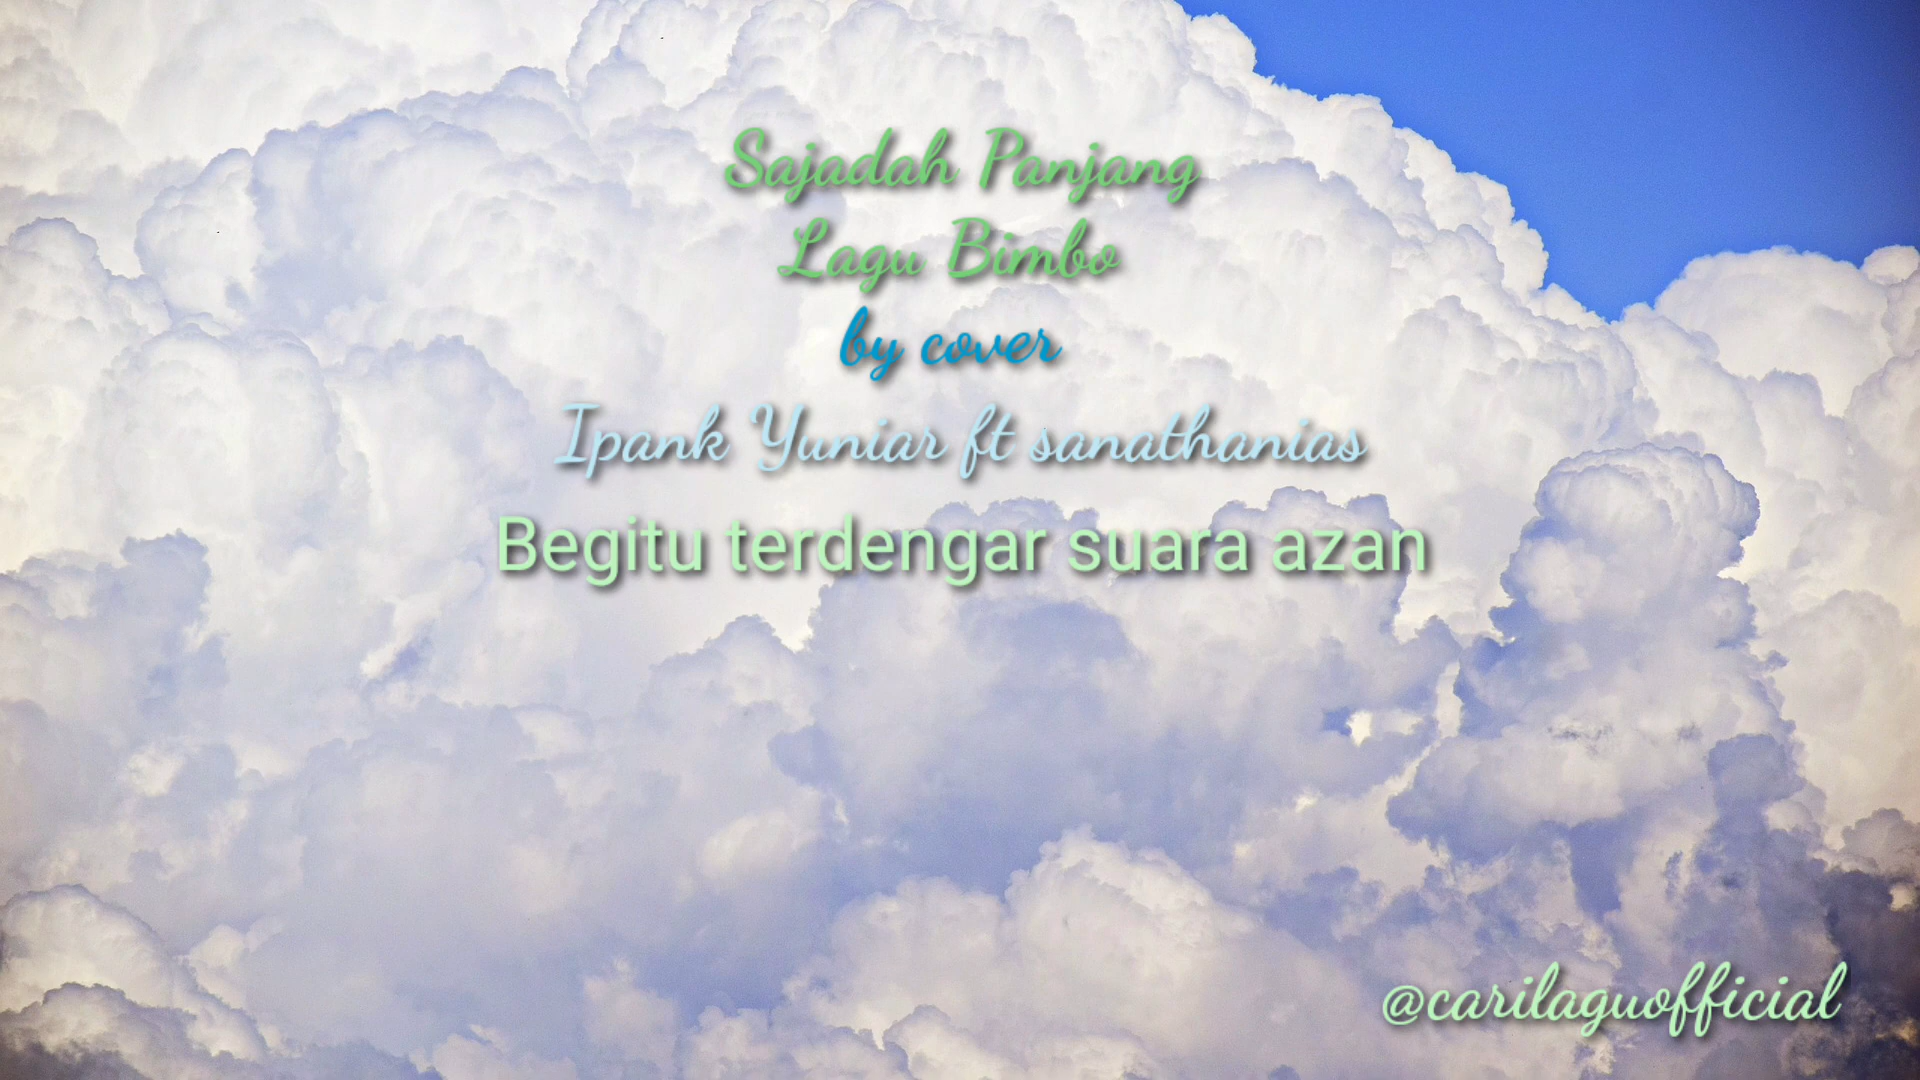 Sajadah Panjang
Lagu Bimbo
by cover
Ipank Yuniar ft sanathanias
Begitu terdengar suara azan
@carilaguofficial